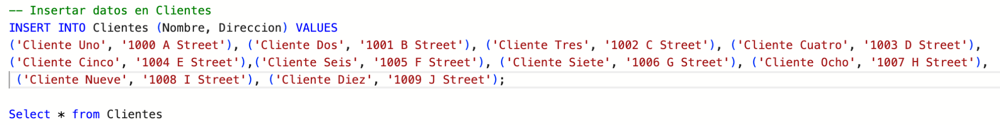 -- Insertar datos en Clientes
INSERT INTO Clientes (Nombre, Direccion) VALUES
('Cliente Uno', '1000 A Street'), ('Cliente Dos', '1001 B Street'), ('Cliente Tres', '1002 C Street'), ('Cliente Cuatro', '1003 D Street'),
('Cliente Cinco', '1004 E Street'),('Cliente Seis', '1005 F Street'), ('Cliente Siete', '1006 G Street'), ('Cliente Ocho', '1007 H Street'),
('Cliente Nueve', '1008 I Street'), ('Cliente Diez', '1009 J Street');
Select * from Clientes